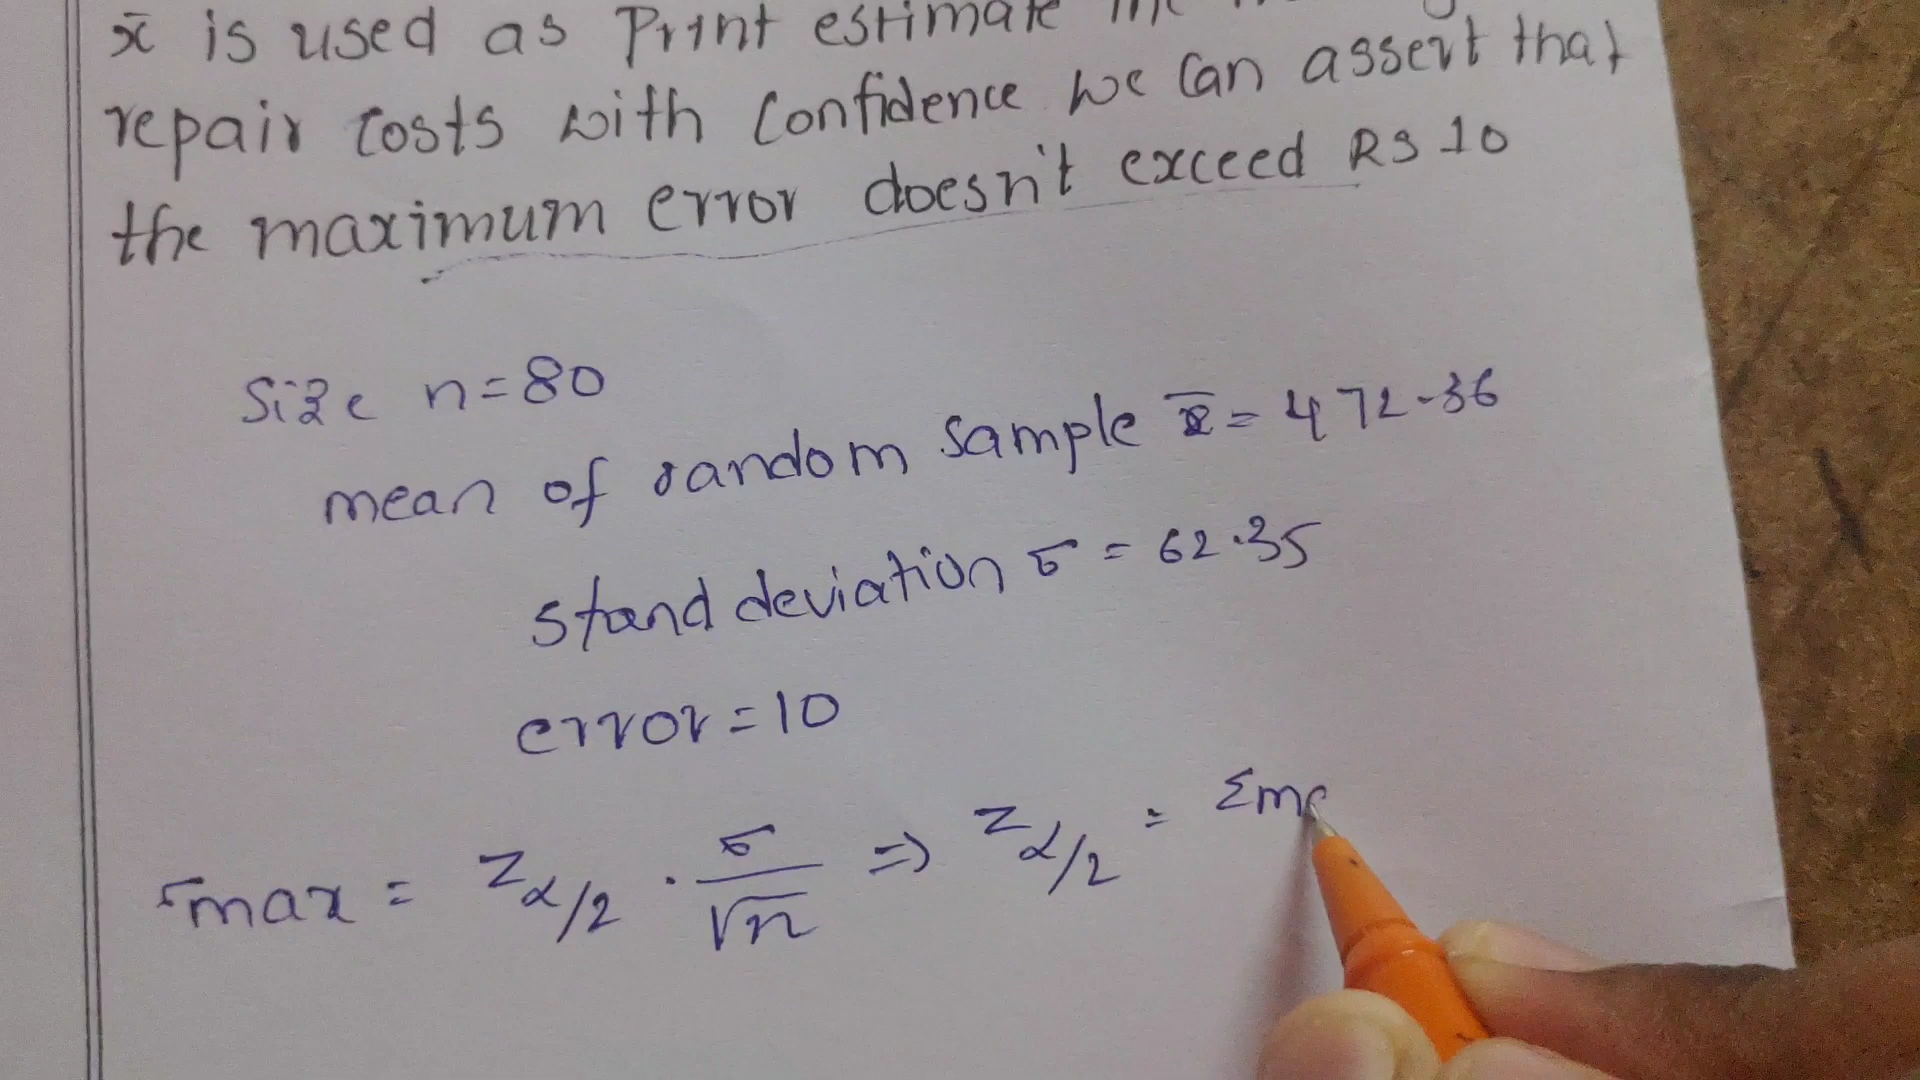 x̄ is used as Print estimate
repair costs with confidence we can assert that
the maximum error doesn't exceed RS 10
Size n=80
mean of random sample x̄ = 472.36
stand deviation σ = 62.35
error = 10
Emax = Zα/2 · σ/√n => Zα/2 = Ema